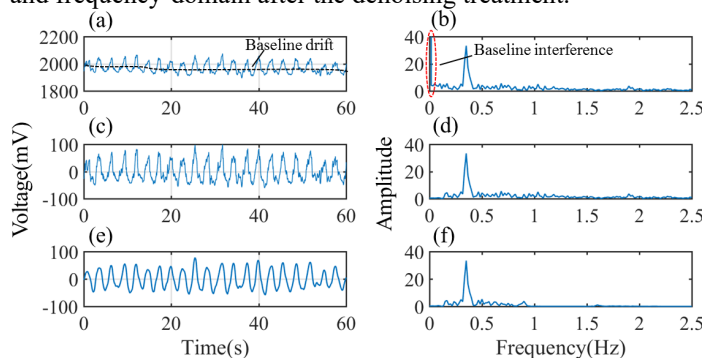 and frequency-domain after the denoising treatment.
(a) (b)
2200 40
Baseline drift Baseline interference
2000 20
1800 0
0 20 40 60 0 0.5 1 1.5 2 2.5
(c) (d)
100 40
0 20
-100 0
0 20 40 60 0 0.5 1 1.5 2 2.5
Voltage(mV) Amplitude
(e) (f)
100 40
0 20
-100 0
0 20 40 60 0 0.5 1 1.5 2 2.5
Time(s) Frequency(Hz)